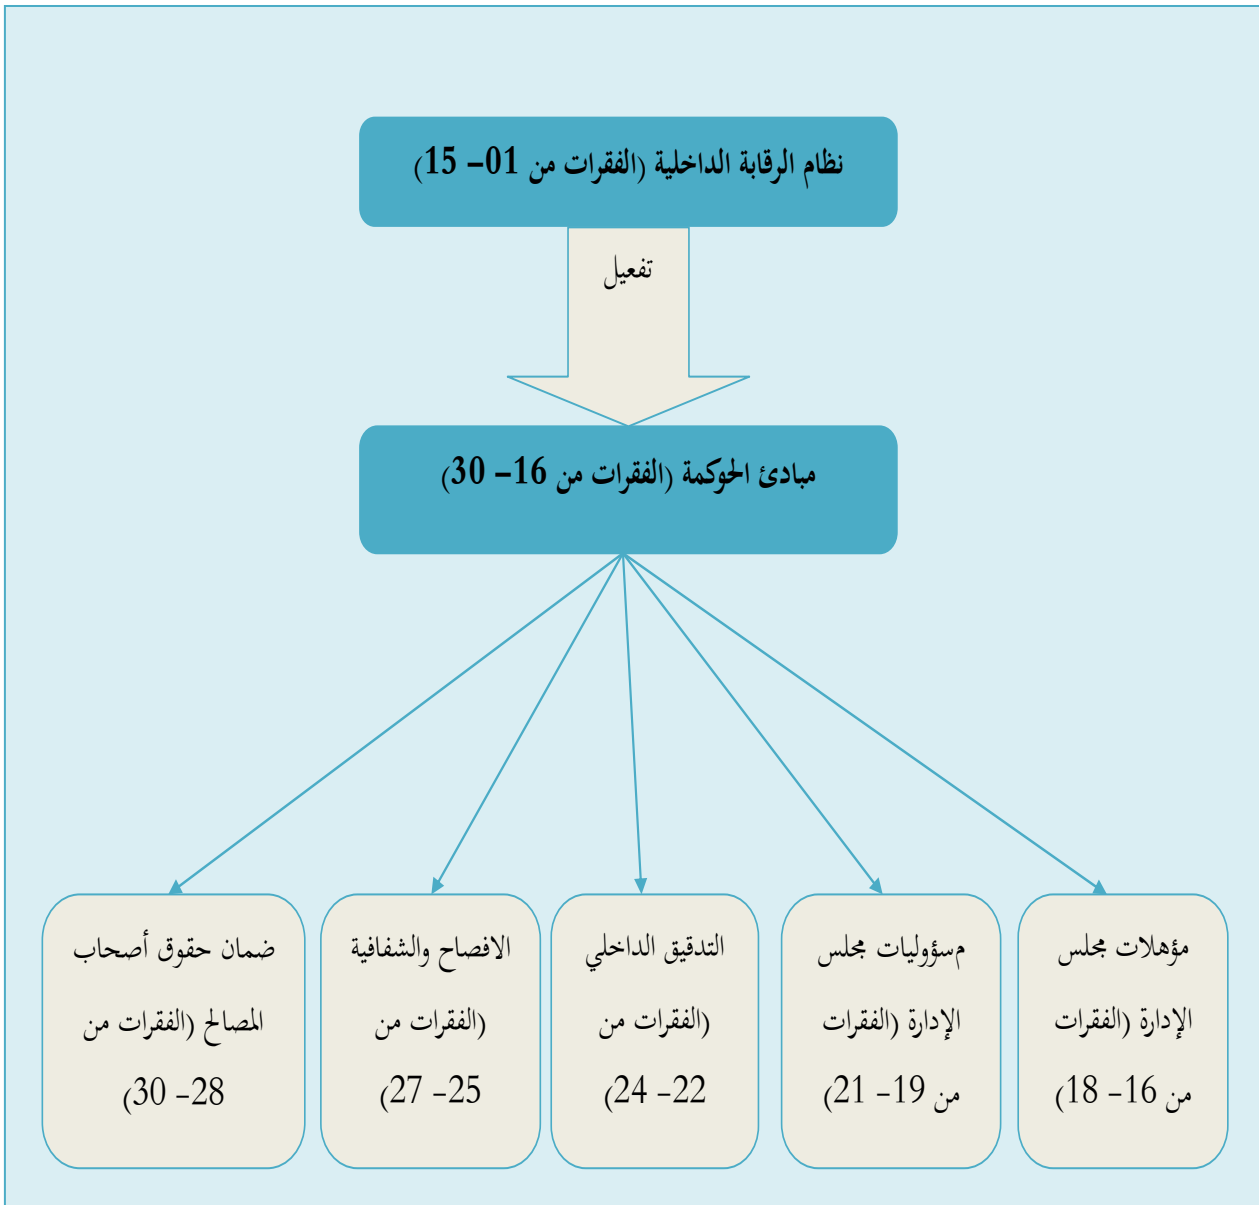 نظام الرقابة الداخلية (الفقرات من 01– 15)
تفعيل
مبادئ الحوكمة (الفقرات من 16– 30)
مؤهلات مجلس
الإدارة (الفقرات
من 16– 18)
مسؤوليات مجلس
الإدارة (الفقرات
من 19– 21)
التدقيق الداخلي
(الفقرات من
22– 24)
الافصاح والشفافية
(الفقرات من
25– 27)
ضمان حقوق أصحاب
المصالح (الفقرات من
28– 30)